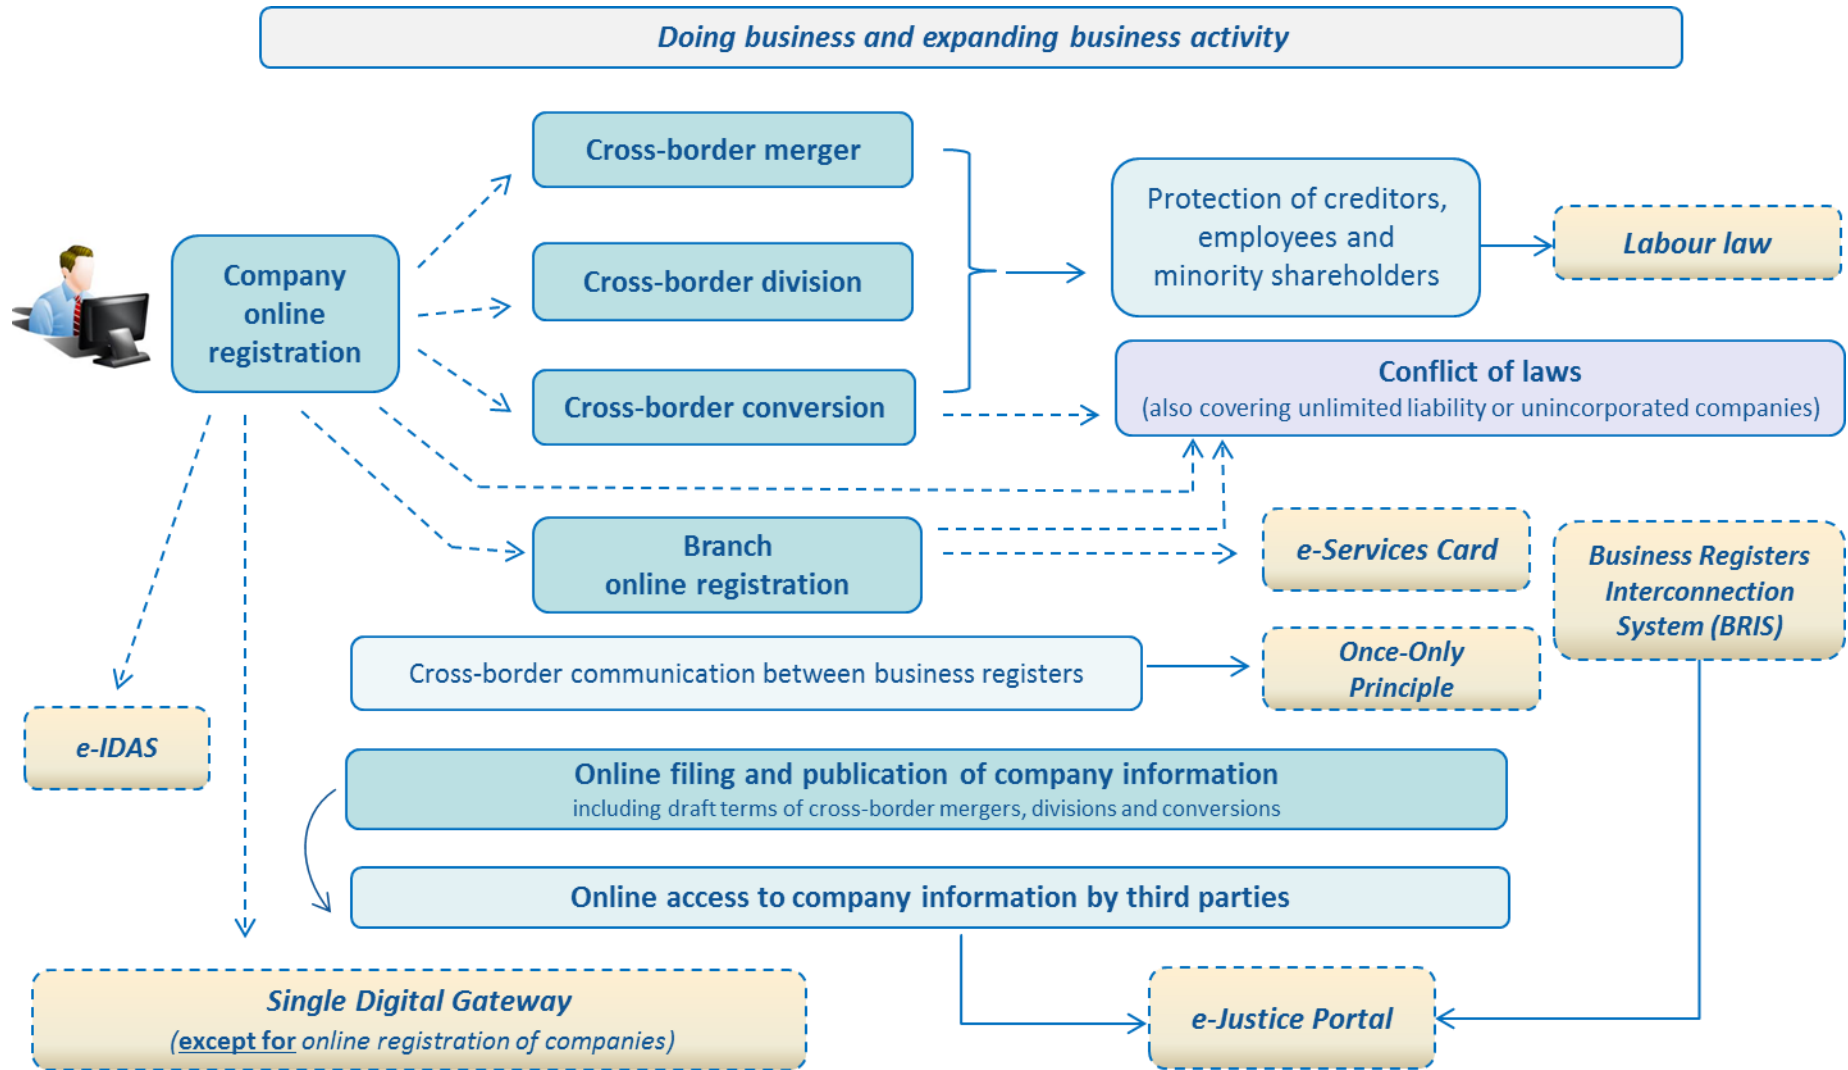 Doing business and expanding business activity
Cross-border merger
Protection of creditors,
employees and
minority shareholders
Labour law
Company
online
registration
Cross-border division
Cross-border conversion
Conflict of laws
(also covering unlimited liability or unincorporated companies)
Branch
online registration
e-Services Card
Business Registers
Interconnection
System (BRIS)
Cross-border communication between business registers
Once-Only
Principle
e-IDAS
Online filing and publication of company information
including draft terms of cross-border mergers, divisions and conversions
Online access to company information by third parties
Single Digital Gateway
(except for online registration of companies)
e-Justice Portal